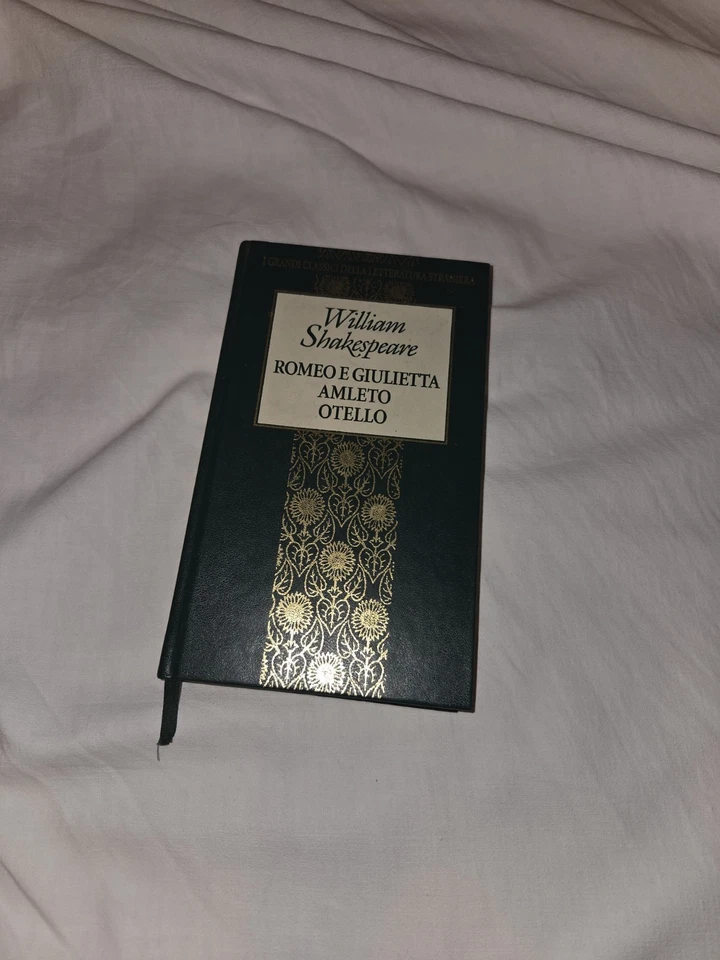 I GRANDI CLASSICI DELLA LETTERATURA STRANIERA
William
Shakespeare
ROMEO E GIULIETTA
AMLETO
OTELLO